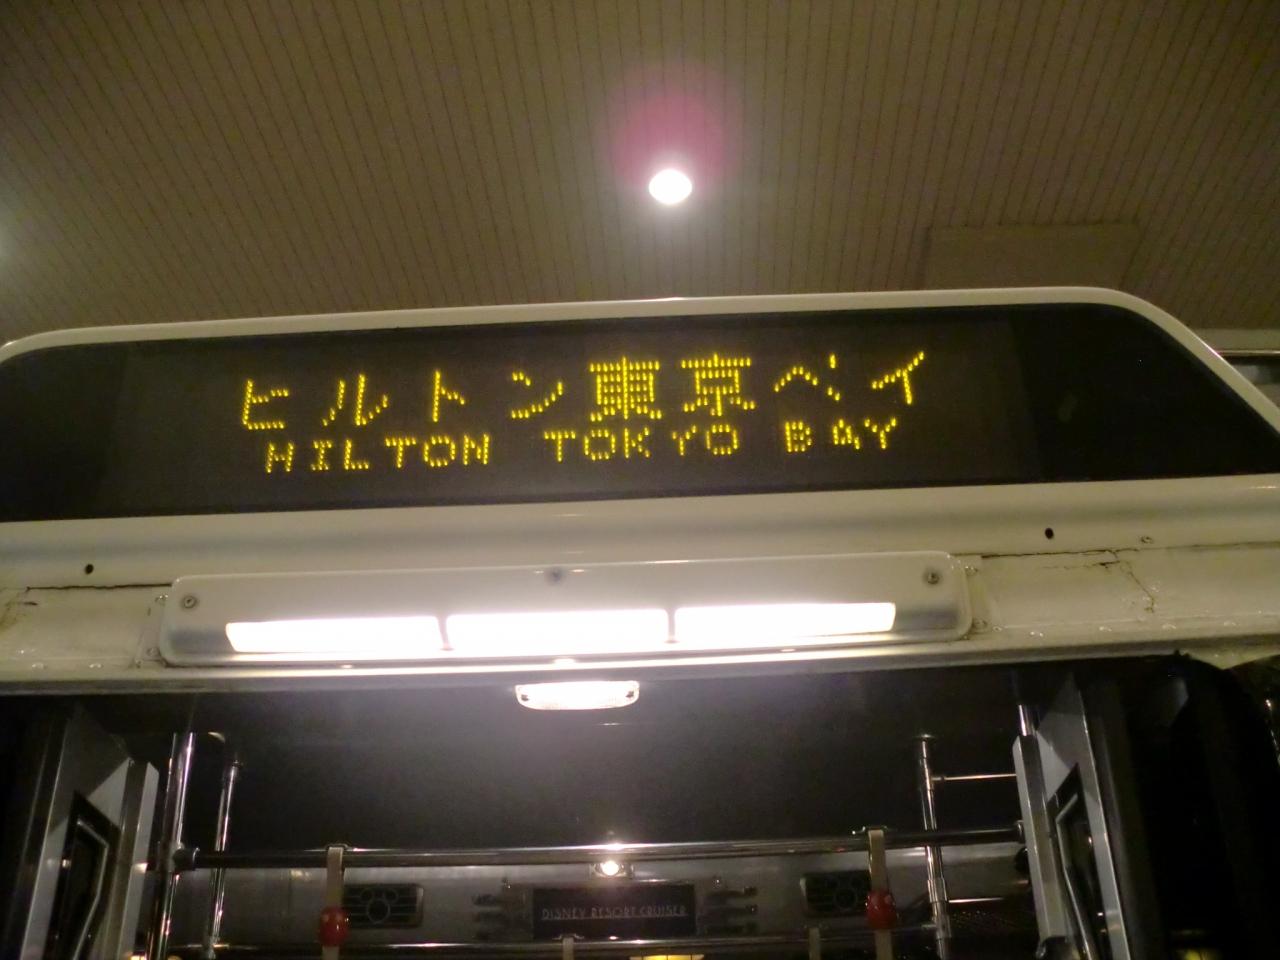 ヒルトン東京ベイ
HILTON TOKYO BAY
DISNEY RESORT CRUISER